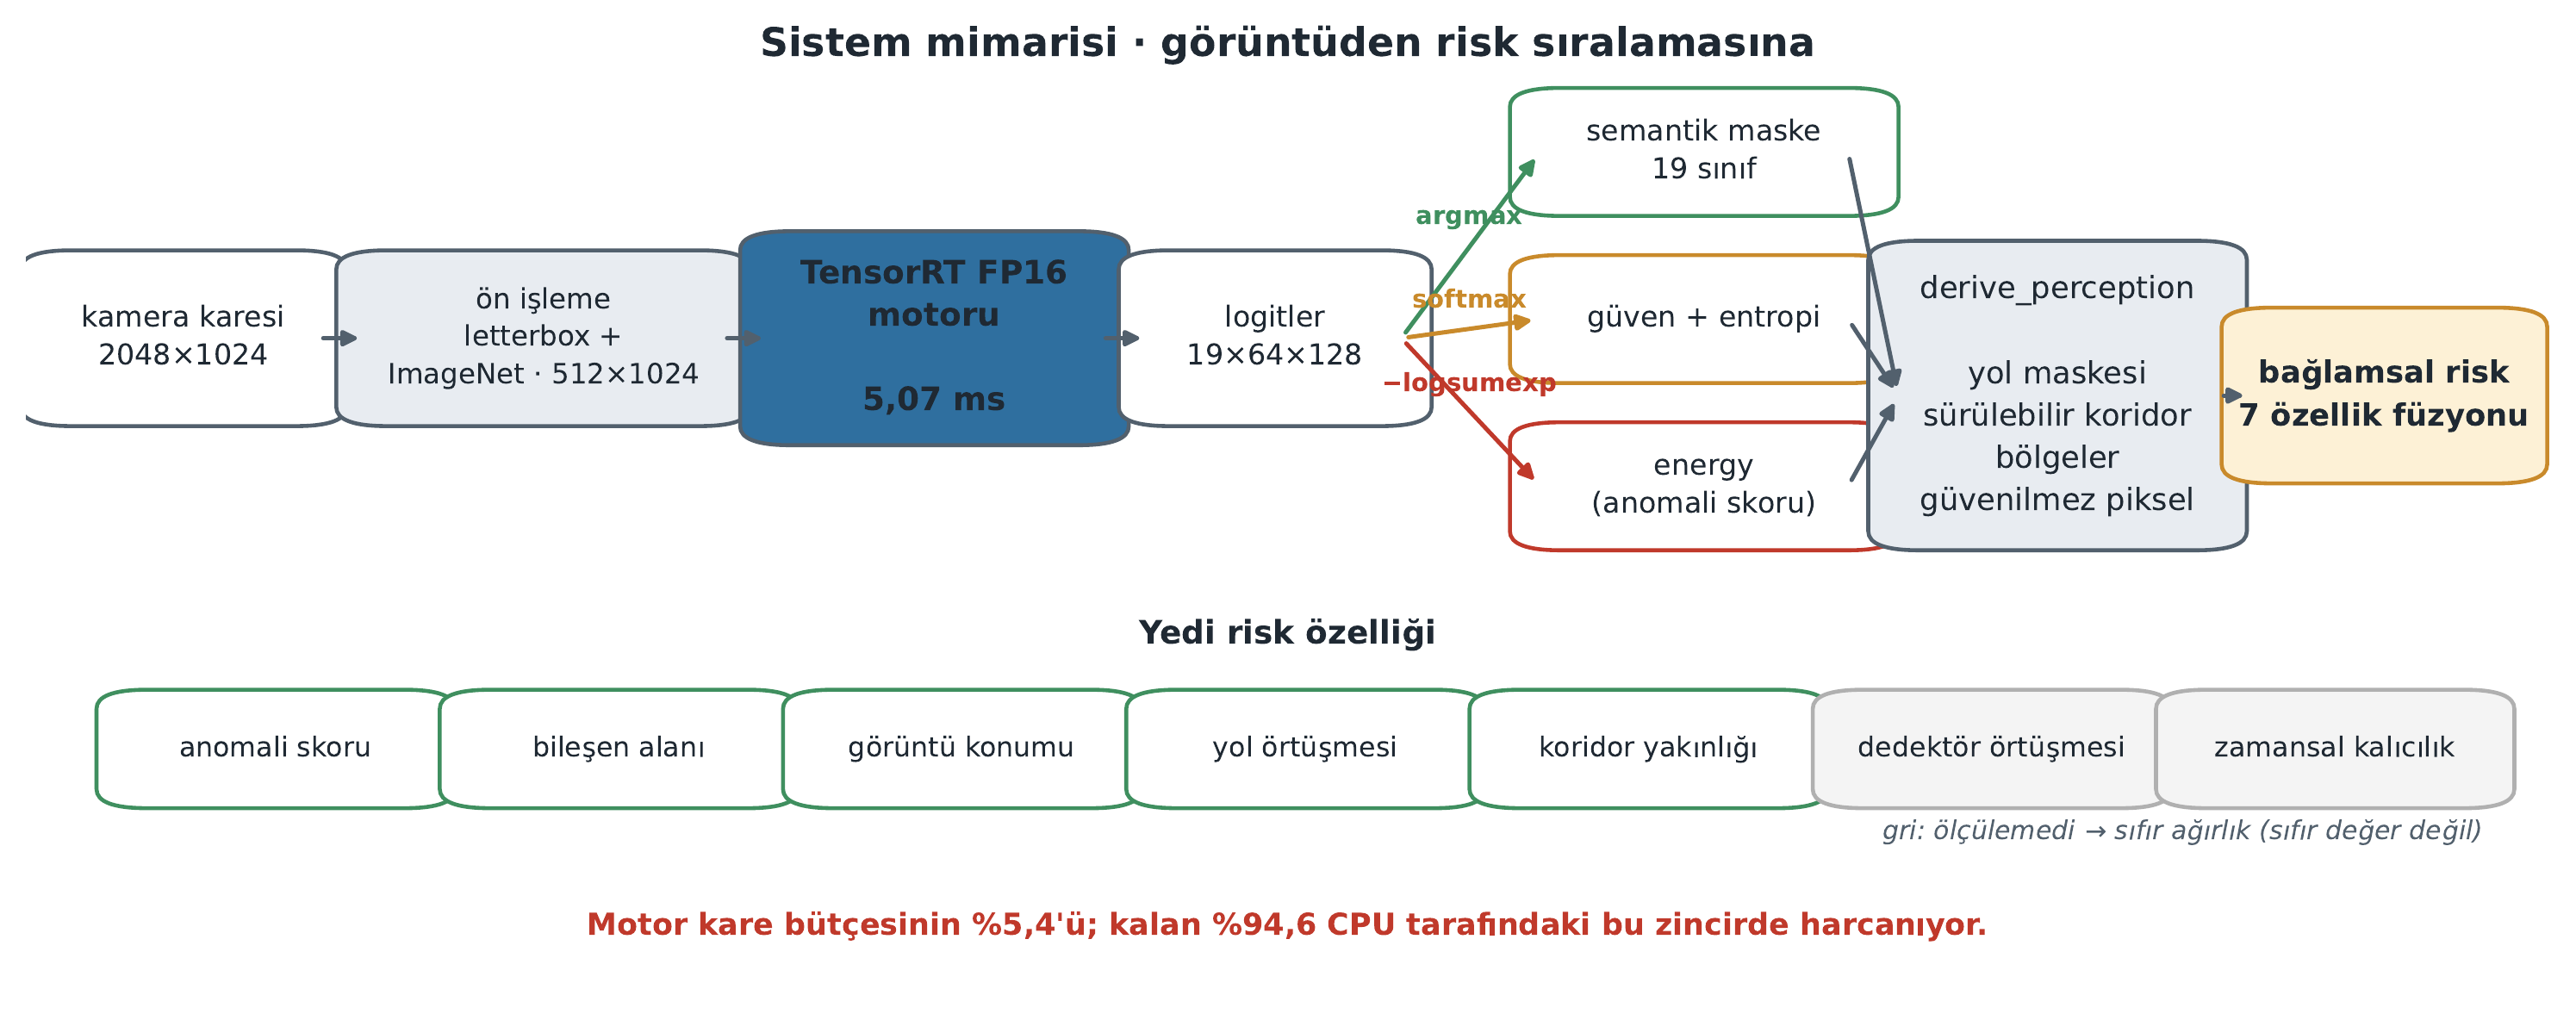 Sistem mimarisi · görüntüden risk sıralamasına
kamera karesi
2048×1024
ön işleme
letterbox +
ImageNet · 512×1024
TensorRT FP16
motoru
5,07 ms
logitler
19×64×128
argmax
softmax
−logsumexp
semantik maske
19 sınıf
güven + entropi
energy
(anomali skoru)
derive_perception
yol maskesi
sürülebilir koridor
bölgeler
güvenilmez piksel
bağlamsal risk
7 özellik füzyonu
Yedi risk özelliği
anomali skoru
bileşen alanı
görüntü konumu
yol örtüşmesi
koridor yakınlığı
dedektör örtüşmesi
zamansal kalıcılık
gri: ölçülemedi → sıfır ağırlık (sıfır değer değil)
Motor kare bütçesinin %5,4'ü; kalan %94,6 CPU tarafındaki bu zincirde harcanıyor.